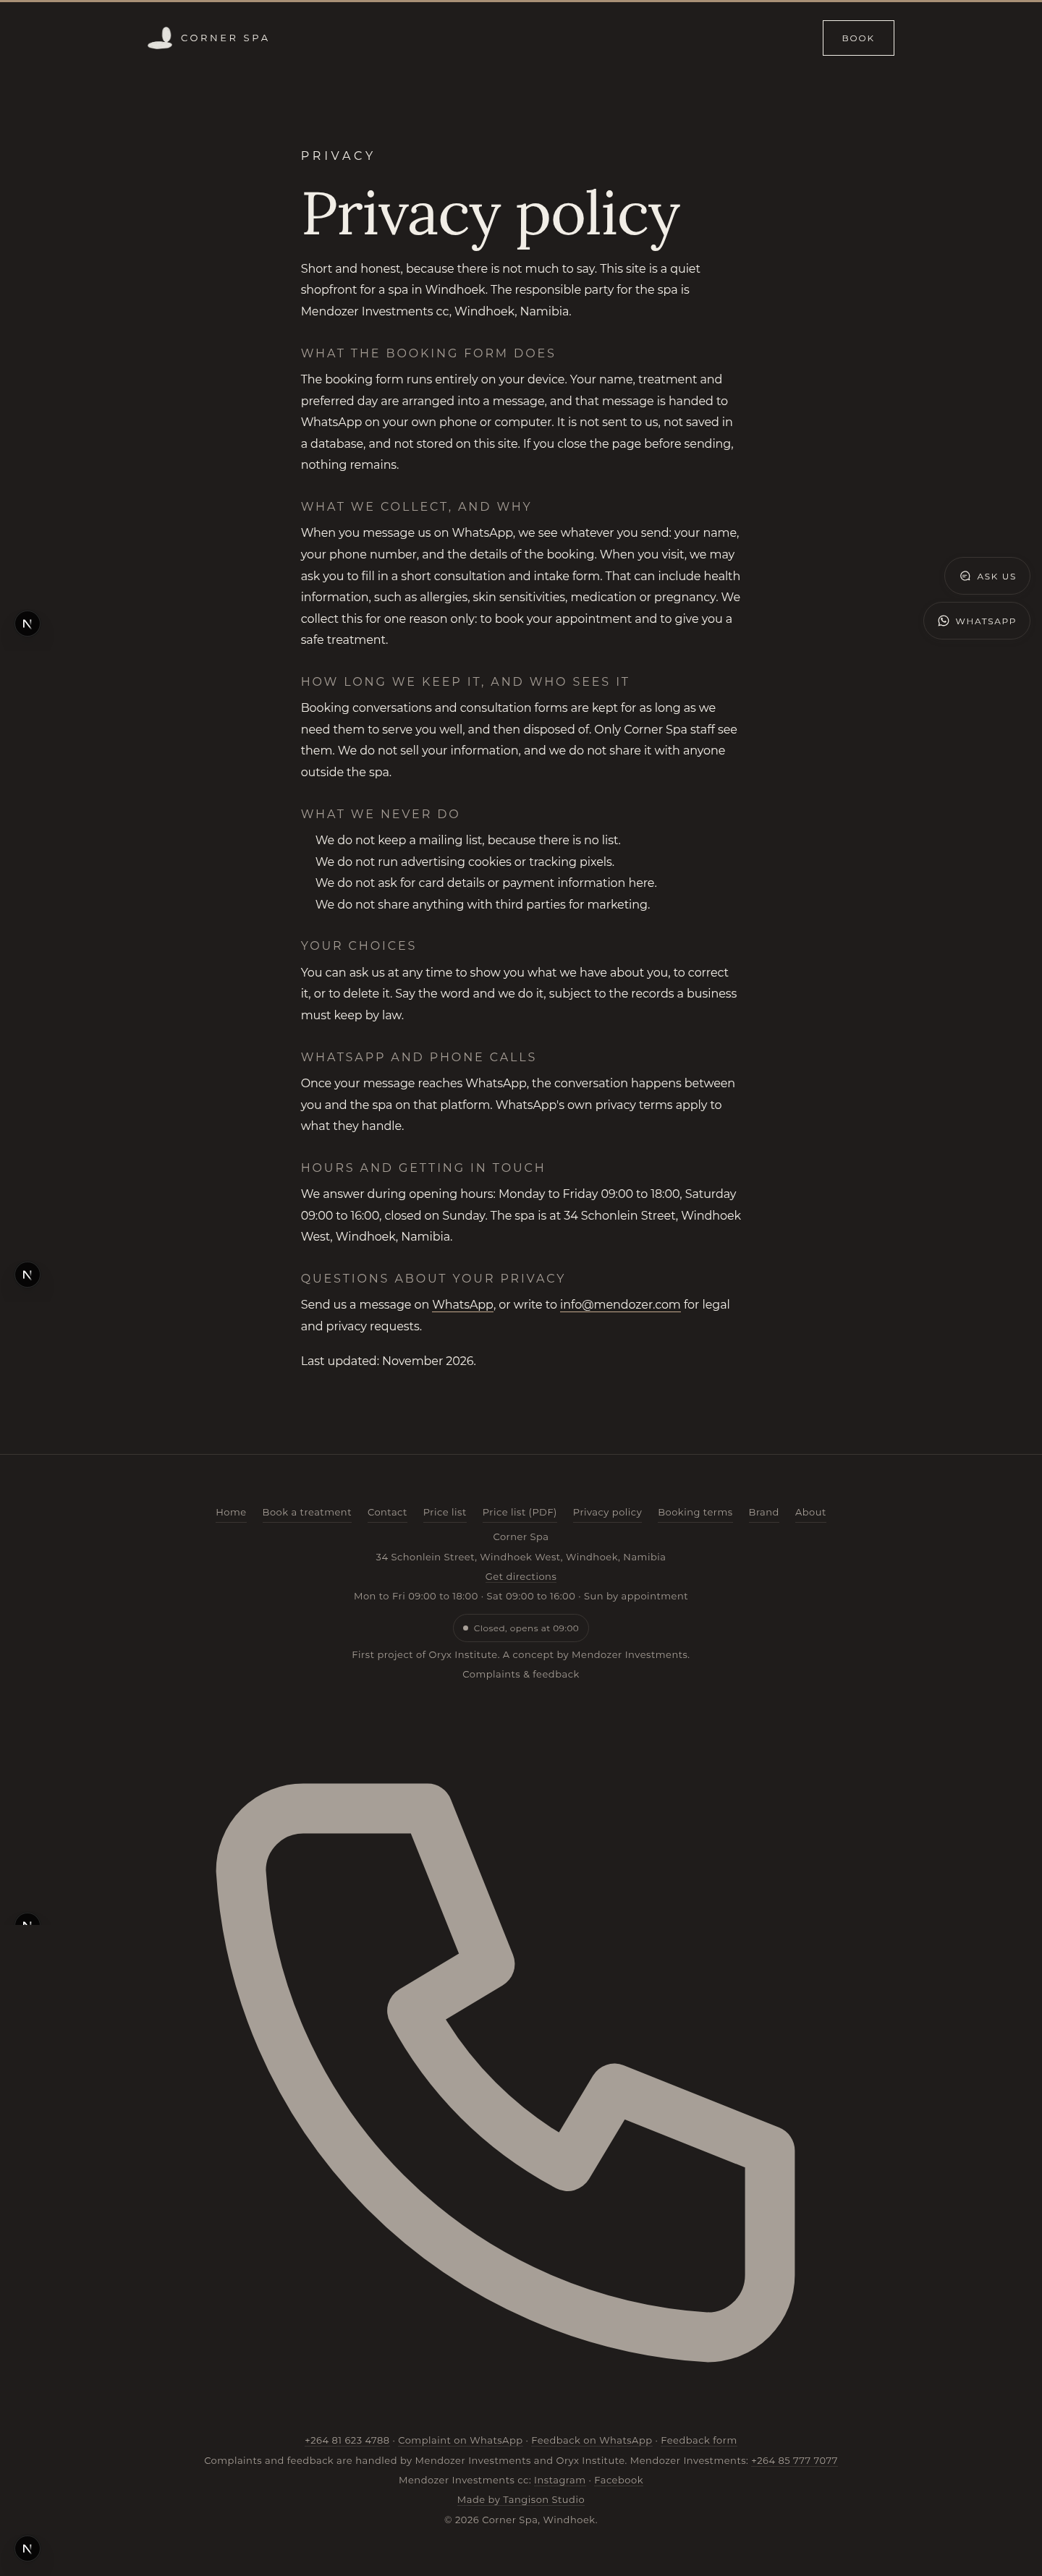 CORNER SPA
BOOK
PRIVACY
Privacy policy
Short and honest, because there is not much to say. This site is a quiet
shopfront for a spa in Windhoek. The responsible party for the spa is
Mendozer Investments cc, Windhoek, Namibia.
WHAT THE BOOKING FORM DOES
The booking form runs entirely on your device. Your name, treatment and
preferred day are arranged into a message, and that message is handed to
WhatsApp on your own phone or computer. It is not sent to us, not saved in
a database, and not stored on this site. If you close the page before sending,
nothing remains.
WHAT WE COLLECT, AND WHY
When you message us on WhatsApp, we see whatever you send: your name,
your phone number, and the details of the booking. When you visit, we may
ask you to fill in a short consultation and intake form. That can include health
information, such as allergies, skin sensitivities, medication or pregnancy. We
collect this for one reason only: to book your appointment and to give you a
safe treatment.
ASK US
WHATSAPP
N
HOW LONG WE KEEP IT, AND WHO SEES IT
Booking conversations and consultation forms are kept for as long as we
need them to serve you well, and then disposed of. Only Corner Spa staff see
them. We do not sell your information, and we do not share it with anyone
outside the spa.
WHAT WE NEVER DO
We do not keep a mailing list, because there is no list.
We do not run advertising cookies or tracking pixels.
We do not ask for card details or payment information here.
We do not share anything with third parties for marketing.
YOUR CHOICES
You can ask us at any time to show you what we have about you, to correct
it, or to delete it. Say the word and we do it, subject to the records a business
must keep by law.
WHATSAPP AND PHONE CALLS
Once your message reaches WhatsApp, the conversation happens between
you and the spa on that platform. WhatsApp's own privacy terms apply to
what they handle.
HOURS AND GETTING IN TOUCH
We answer during opening hours: Monday to Friday 09:00 to 18:00, Saturday
09:00 to 16:00, closed on Sunday. The spa is at 34 Schonlein Street, Windhoek
West, Windhoek, Namibia.
N
QUESTIONS ABOUT YOUR PRIVACY
Send us a message on WhatsApp, or write to info@mendozer.com for legal
and privacy requests.
Last updated: November 2026.
Home Book a treatment Contact Price list Price list (PDF) Privacy policy Booking terms Brand About
Corner Spa
34 Schonlein Street, Windhoek West, Windhoek, Namibia
Get directions
Mon to Fri 09:00 to 18:00 · Sat 09:00 to 16:00 · Sun by appointment
Closed, opens at 09:00
First project of Oryx Institute. A concept by Mendozer Investments.
Complaints & feedback
N
+264 81 623 4788 · Complaint on WhatsApp · Feedback on WhatsApp · Feedback form
Complaints and feedback are handled by Mendozer Investments and Oryx Institute. Mendozer Investments: +264 85 777 7077
Mendozer Investments cc: Instagram · Facebook
Made by Tangison Studio
© 2026 Corner Spa, Windhoek.
N